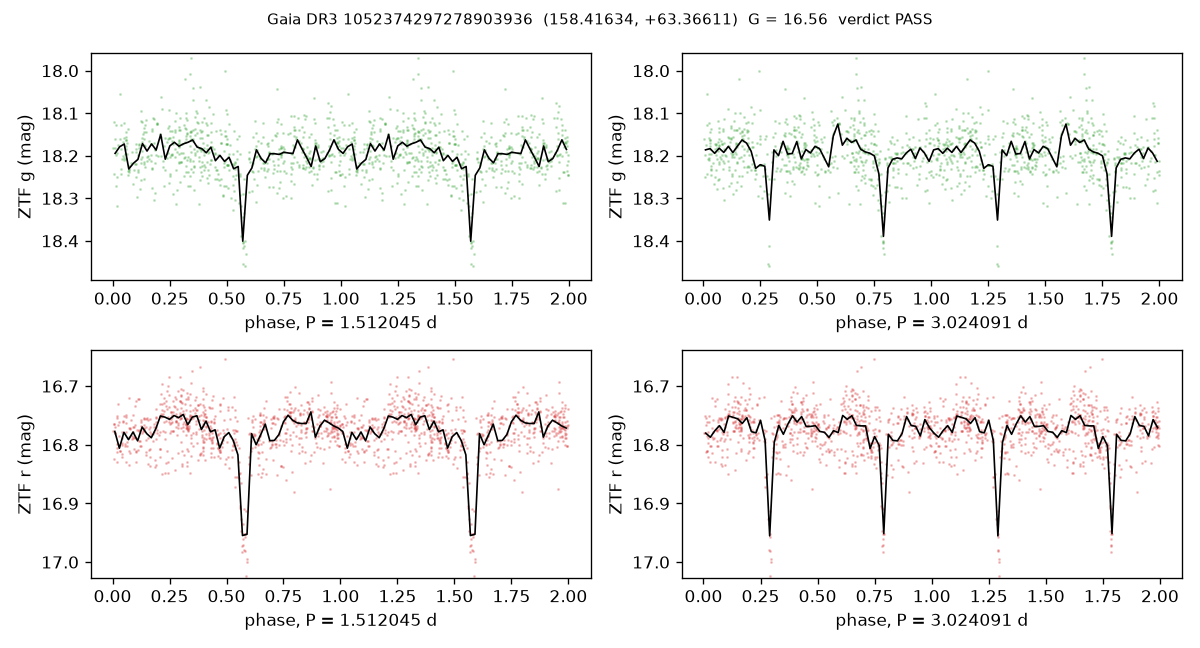 Gaia DR3 1052374297278903936 (158.41634, +63.36611) G = 16.56 verdict PASS
18.0
18.1
18.2
18.3
18.4
ZTF g (mag)
0.00 0.25 0.50 0.75 1.00 1.25 1.50 1.75 2.00
phase, P = 1.512045 d
18.0
18.1
18.2
18.3
18.4
ZTF g (mag)
0.00 0.25 0.50 0.75 1.00 1.25 1.50 1.75 2.00
phase, P = 3.024091 d
16.7
16.8
16.9
17.0
ZTF r (mag)
0.00 0.25 0.50 0.75 1.00 1.25 1.50 1.75 2.00
phase, P = 1.512045 d
16.7
16.8
16.9
17.0
ZTF r (mag)
0.00 0.25 0.50 0.75 1.00 1.25 1.50 1.75 2.00
phase, P = 3.024091 d